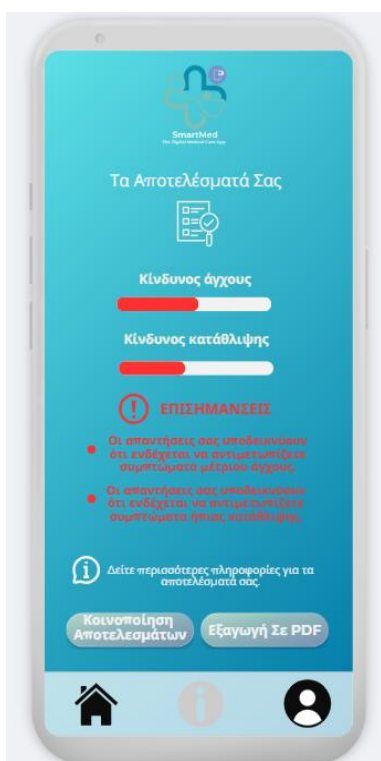 SmartMed
The Digital Medical Care App
Τα Αποτελέσματά Σας
Κίνδυνος άγχους
Κίνδυνος κατάθλιψης
ΕΠΙΣΗΜΑΝΣΕΙΣ
Οι απαντήσεις σας υποδεικνύουν
ότι ενδέχεται να αντιμετωπίζετε
συμπτώματα μέτριου άγχους.
Οι απαντήσεις σας υποδεικνύουν
ότι ενδέχεται να αντιμετωπίζετε
συμπτώματα ήπιας κατάθλιψης.
Δείτε περισσότερες πληροφορίες για τα
αποτελέσματά σας.
Κοινοποίηση
Αποτελεσμάτων
Εξαγωγή Σε PDF